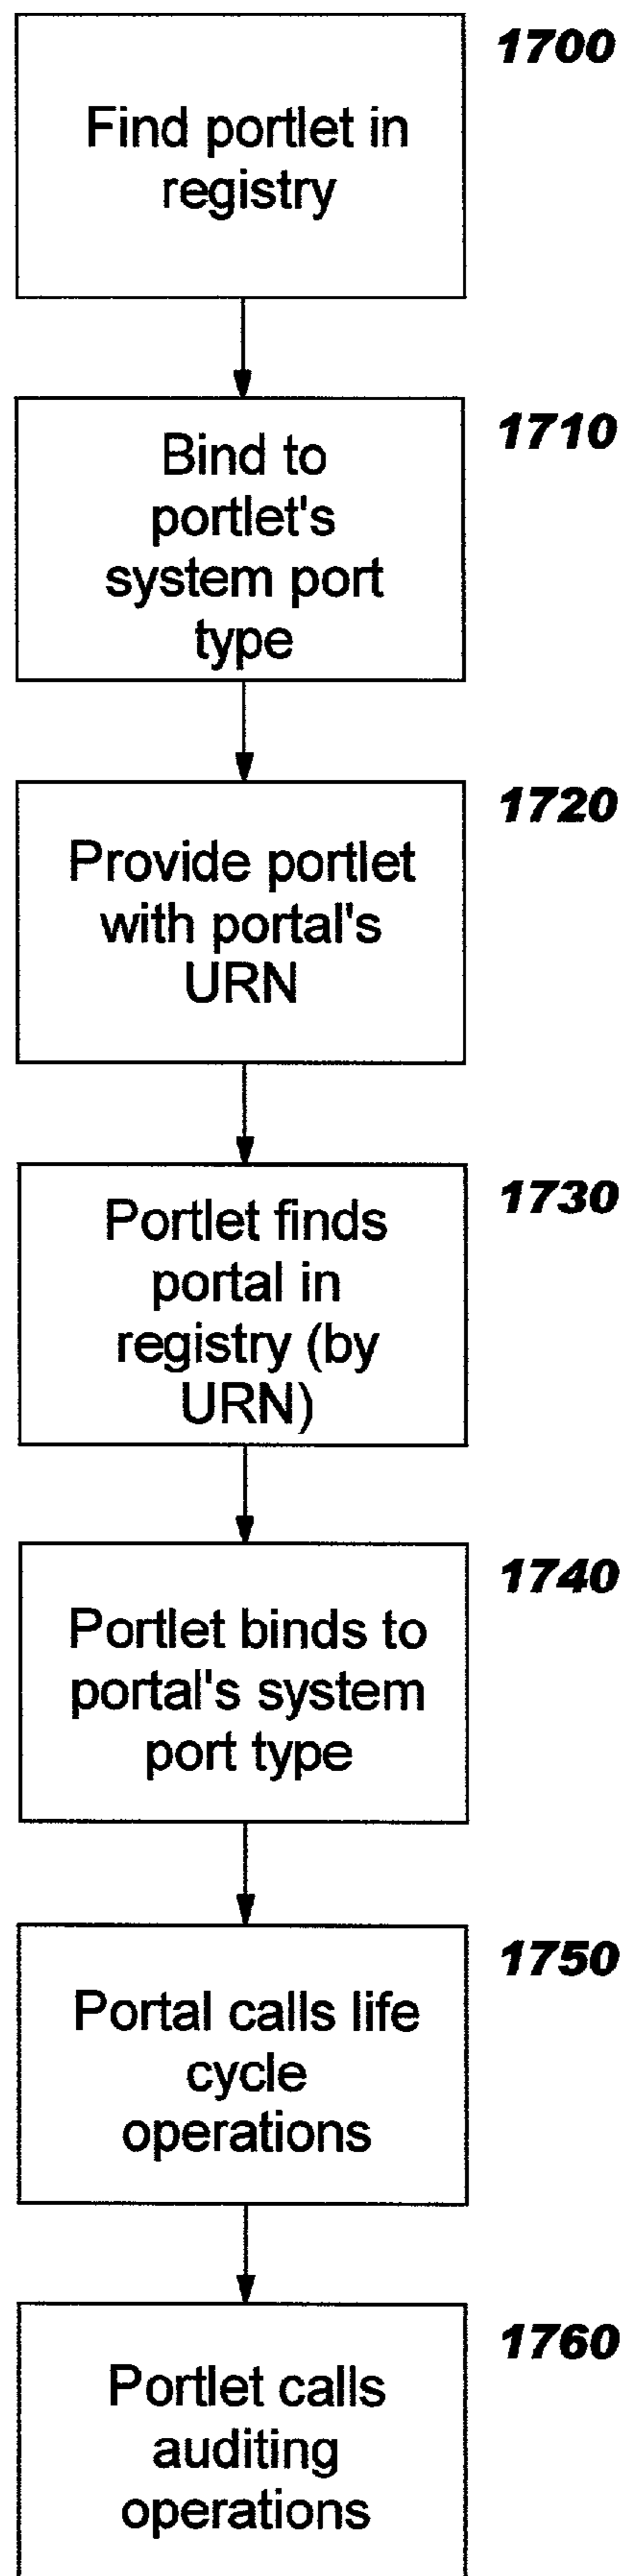 1700
Find portlet in
registry
1710
Bind to
portlet's
system port
type
1720
Provide portlet
with portal's
URN
1730
Portlet finds
portal in
registry (by
URN)
1740
Portlet binds to
portal's system
port type
1750
Portal calls life
cycle
operations
1760
Portlet calls
auditing
operations